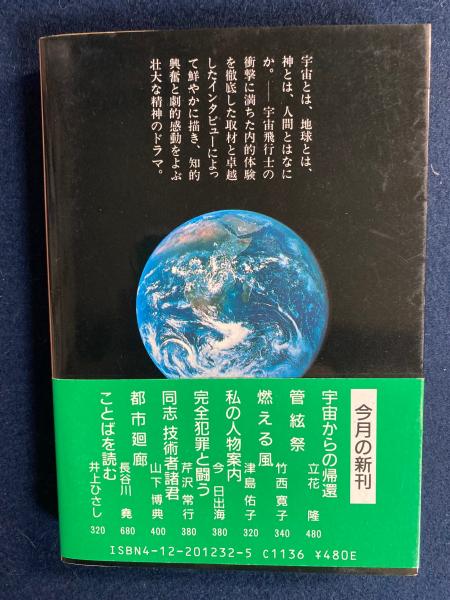 宇宙とは、地球とは、
神とは、人間とはなに
か。――宇宙飛行士の
衝撃に満ちた内的体験
を徹底した取材と卓越
したインタビューによっ
て鮮やかに描き、知的
興奮と劇的感動をよぶ
壮大な精神のドラマ。
今月の新刊
宇宙からの帰還 立花 隆 480
管絃祭 竹西寛子 340
燃える風 津島佑子 320
私の人物案内 今 日出海 380
完全犯罪と闘う 芹沢常行 380
同志 技術者諸君 山下博典 400
都市廻廊 長谷川 堯 680
ことばを読む 井上ひさし 320
ISBN4-12-201232-5 C1136 ¥480E